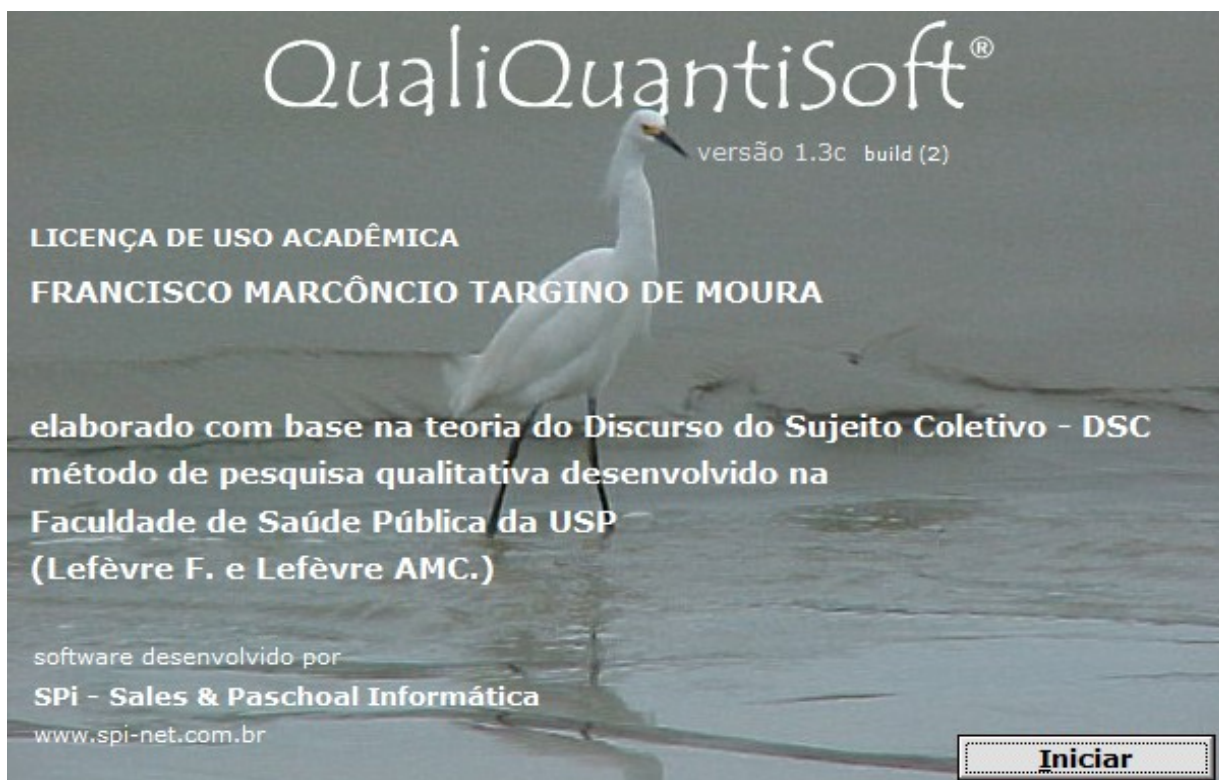 QualiQuantiSoft®
versão 1.3c build (2)
LICENÇA DE USO ACADÊMICA
FRANCISCO MARCÔNCIO TARGINO DE MOURA
elaborado com base na teoria do Discurso do Sujeito Coletivo - DSC
método de pesquisa qualitativa desenvolvido na
Faculdade de Saúde Pública da USP
(Lefèvre F. e Lefèvre AMC.)
software desenvolvido por
SPi - Sales & Paschoal Informática
www.spi-net.com.br
Iniciar